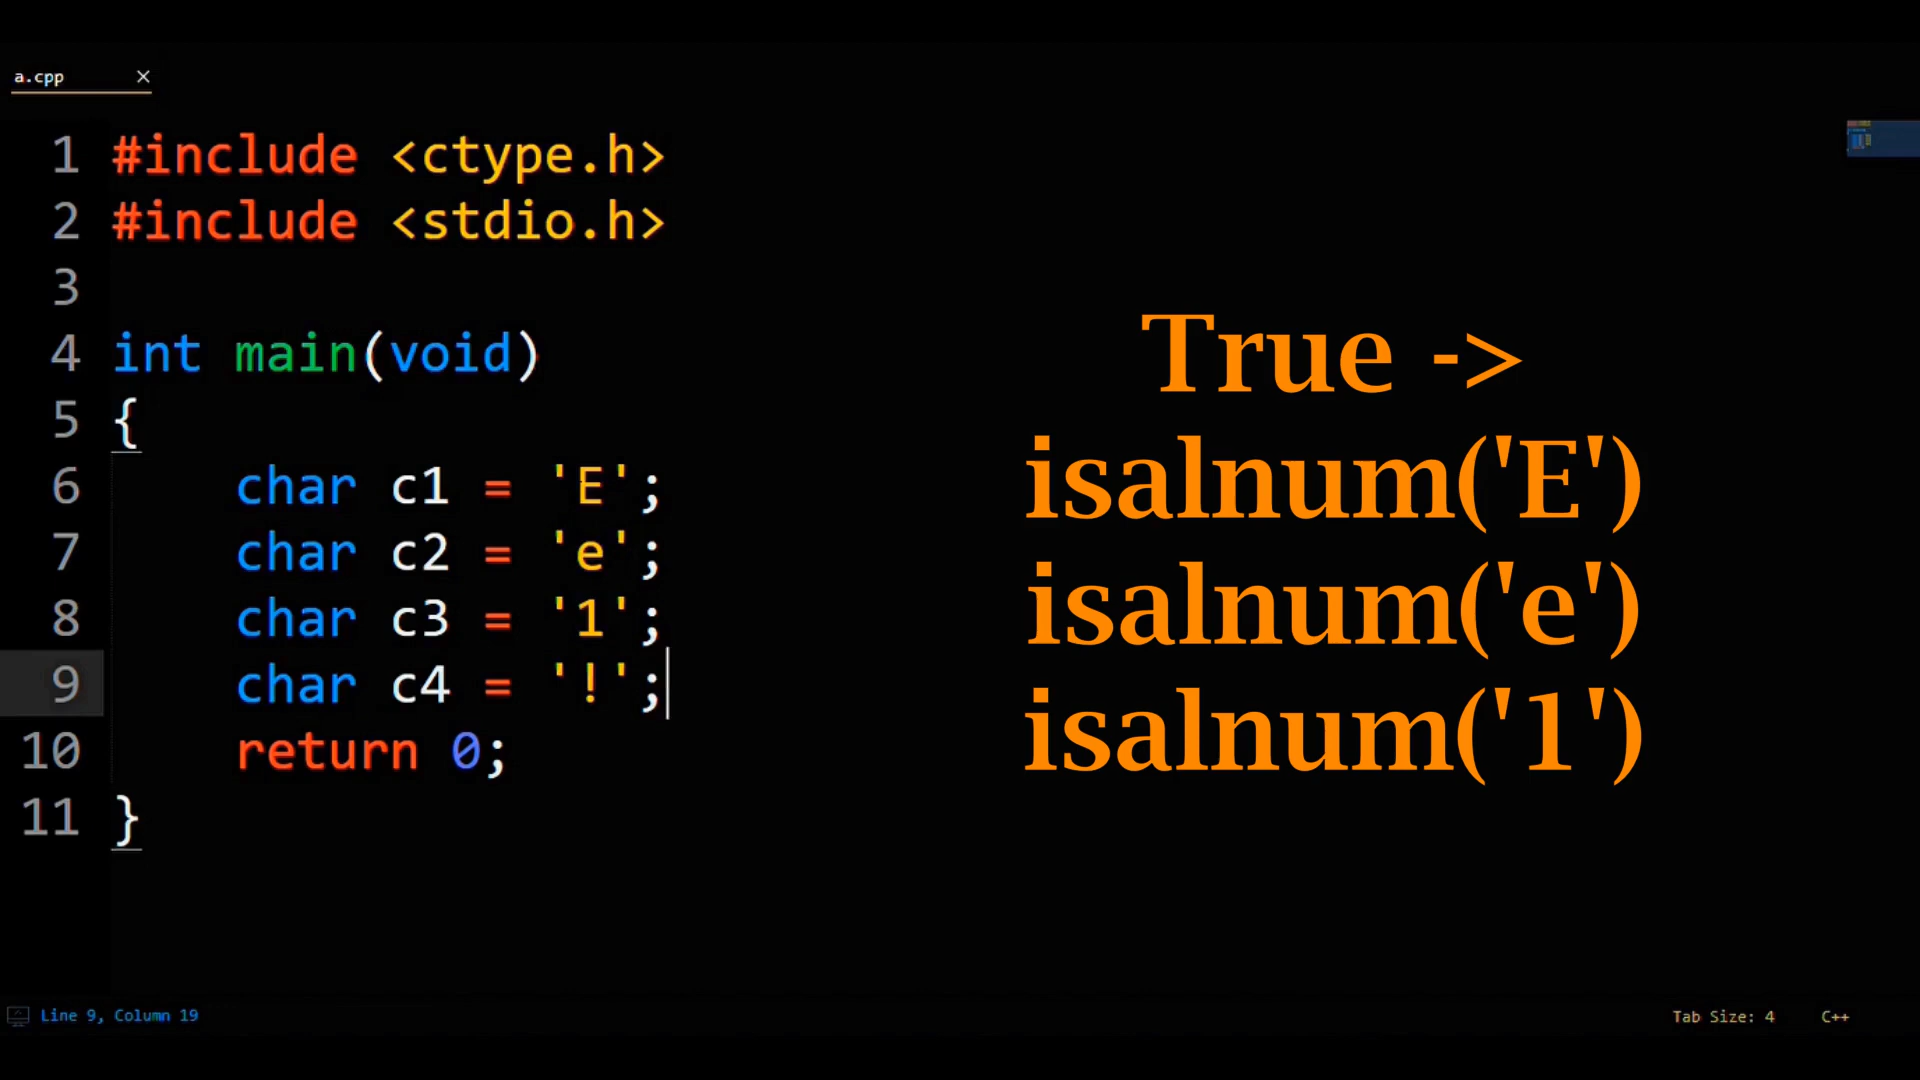 a.cpp
1 #include <ctype.h>
2 #include <stdio.h>
3
4 int main(void)
5 {
6     char c1 = 'E';
7     char c2 = 'e';
8     char c3 = '1';
9     char c4 = '!';
10     return 0;
11 }
True ->
isalnum('E')
isalnum('e')
isalnum('1')
Line 9, Column 19
Tab Size: 4
C++